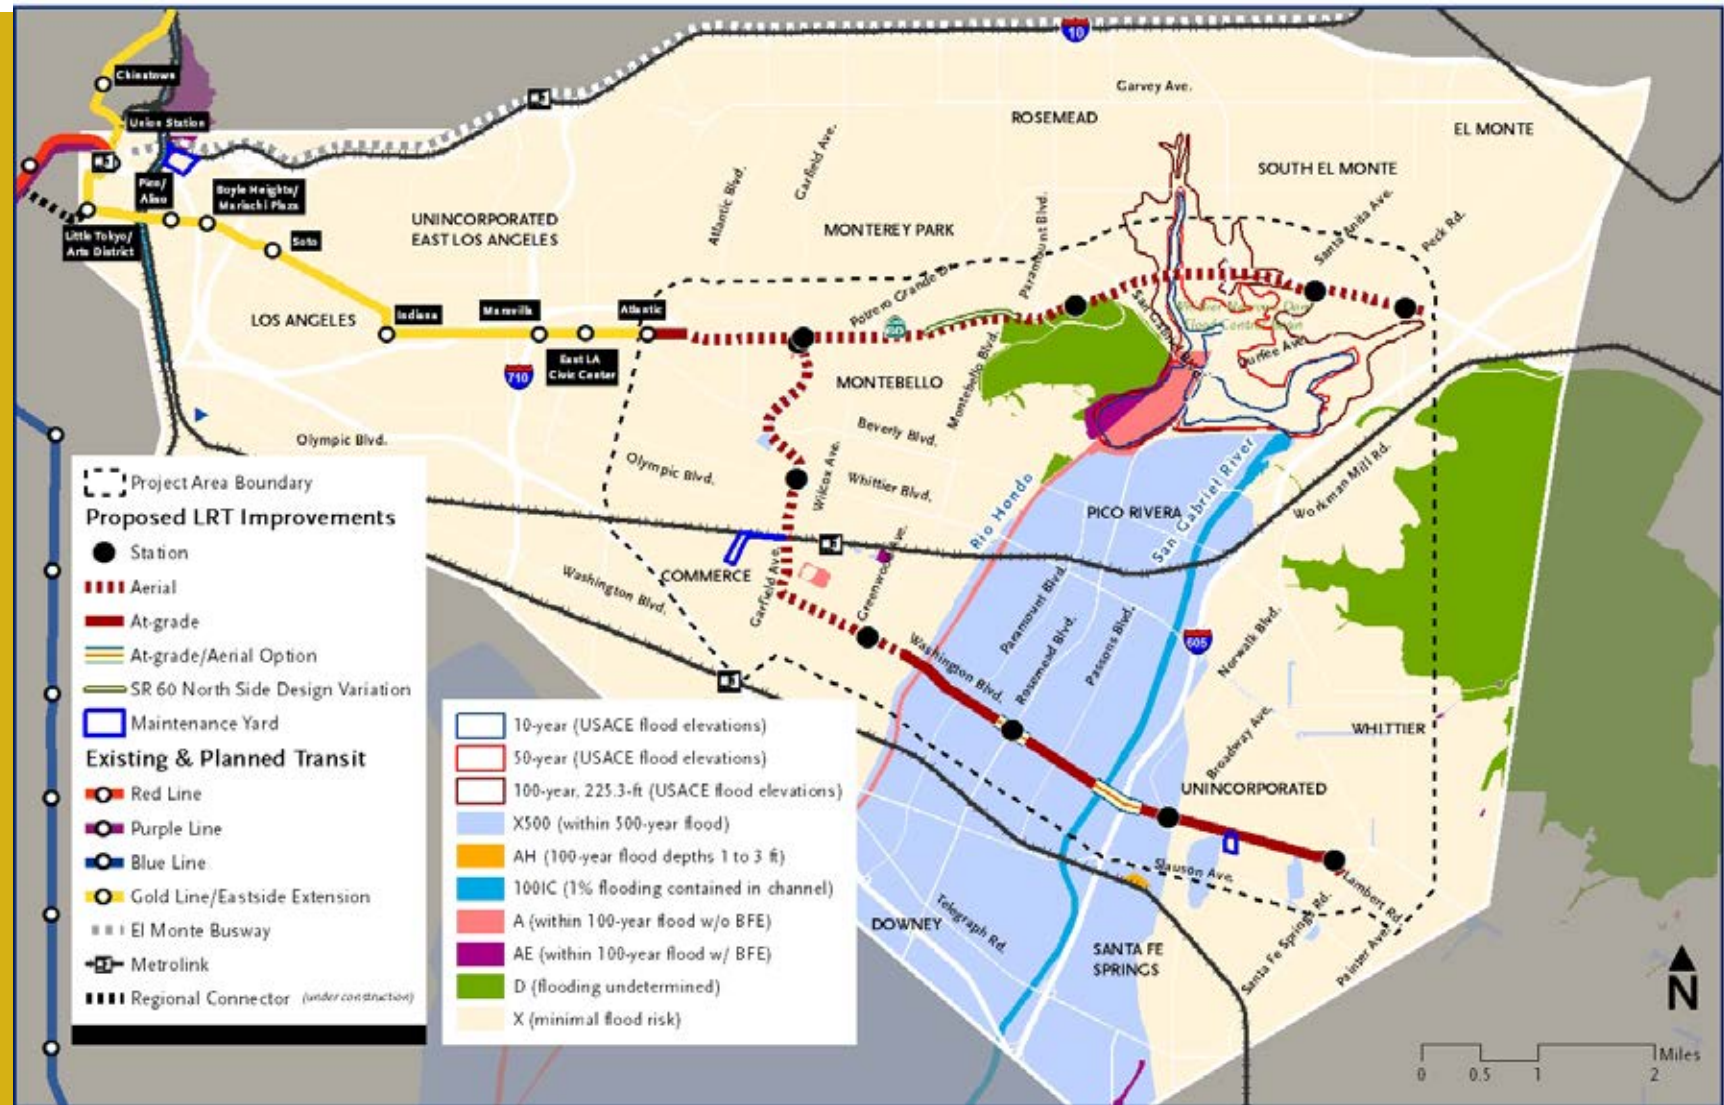 Chinatown
Union Station
Pico/
Aliso
Boyle Heights/
Mariachi Plaza
Little Tokyo/
Arts District
Soto
Indiana
Maravilla
East LA
Civic Center
Atlantic
10
710
60
605
Garvey Ave.
ROSEMEAD
EL MONTE
SOUTH EL MONTE
UNINCORPORATED
EAST LOS ANGELES
LOS ANGELES
MONTEREY PARK
Atlantic Blvd.
Garfield Ave.
Potrero Grande Dr.
Paramount Blvd.
Santa Anita Ave.
Peck Rd.
San Gabriel Blvd.
Whittier Narrows Dam
Flood Control Basin
Durfee Ave.
MONTEBELLO
Montebello Blvd.
Beverly Blvd.
Olympic Blvd.
Olympic Blvd.
Wilcox Ave.
Whittier Blvd.
Rio Hondo
PICO RIVERA
San Gabriel River
Workman Mill Rd.
COMMERCE
Washington Blvd.
Garfield Ave.
Greenwood Ave.
Washington Blvd.
Paramount Blvd.
Rosemead Blvd.
Passons Blvd.
Norwalk Blvd.
Broadway Ave.
WHITTIER
UNINCORPORATED
Slauson Ave.
Lambert Rd.
Santa Fe Springs Rd.
Painter Ave.
DOWNEY
Telegraph Rd.
SANTA FE
SPRINGS
Project Area Boundary
Proposed LRT Improvements
Station
Aerial
At-grade
At-grade/Aerial Option
SR 60 North Side Design Variation
Maintenance Yard
Existing & Planned Transit
Red Line
Purple Line
Blue Line
Gold Line/Eastside Extension
El Monte Busway
Metrolink
Regional Connector (under construction)
10-year (USACE flood elevations)
50-year (USACE flood elevations)
100-year, 225.3-ft (USACE flood elevations)
X500 (within 500-year flood)
AH (100-year flood depths 1 to 3 ft)
100IC (1% flooding contained in channel)
A (within 100-year flood w/o BFE)
AE (within 100-year flood w/ BFE)
D (flooding undetermined)
X (minimal flood risk)
N
Miles
0 0.5 1 2